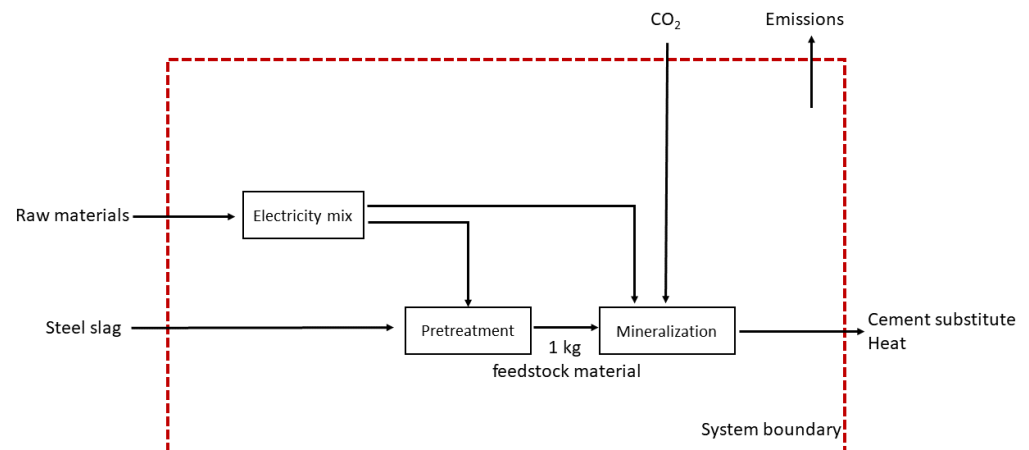 CO₂
Emissions
Raw materials
Electricity mix
Steel slag
Pretreatment
1 kg
feedstock material
Mineralization
Cement substitute
Heat
System boundary